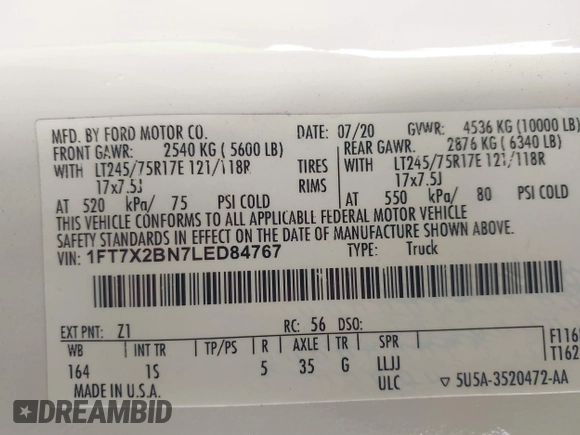 MFD. BY FORD MOTOR CO.
DATE: 07/20 GVWR: 4536 KG (10000 LB)
FRONT GAWR: 2540 KG ( 5600 LB)
REAR GAWR: 2876 KG ( 6340 LB)
WITH LT245/75R17E 121/118R TIRES WITH LT245/75R17E 121/118R
17x7.5J RIMS 17x7.5J
AT 520 kPa/ 75 PSI COLD AT 550 kPa/ 80 PSI COLD
THIS VEHICLE CONFORMS TO ALL APPLICABLE FEDERAL MOTOR VEHICLE
SAFETY STANDARDS IN EFFECT ON THE DATE OF MANUFACTURE SHOWN ABOVE.
VIN: 1FT7X2BN7LED84767 TYPE: Truck
EXT PNT: Z1 RC: 56 DSO:
WB INT TR TP/PS R AXLE TR SPR
164 1S 5 35 G LLJJ
ULC
F116
T162
MADE IN U.S.A.
▽ 5U5A-3520472-AA
DREAMBID